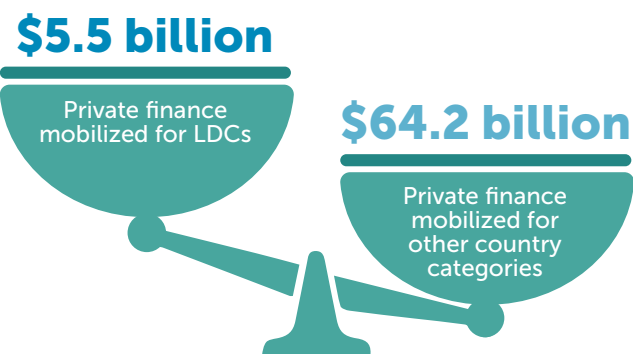 $5.5 billion
Private finance
mobilized for LDCs
$64.2 billion
Private finance
mobilized for
other country
categories